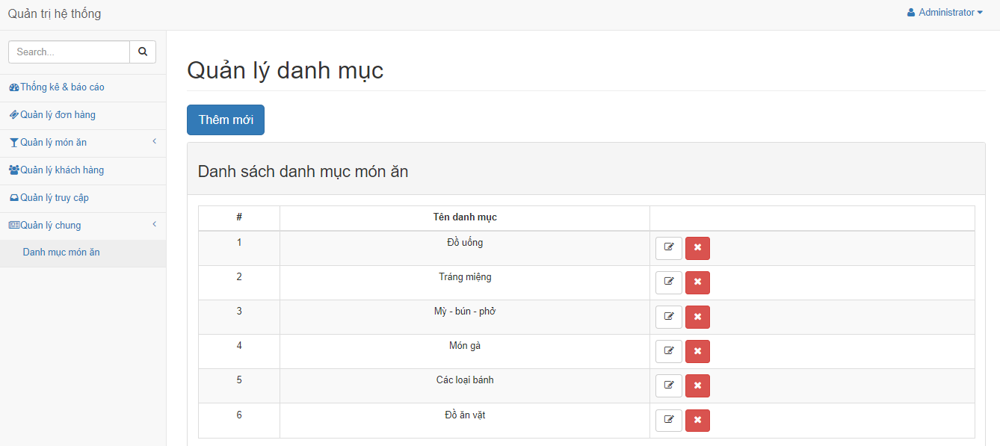 Quản trị hệ thống
Administrator
Search...
Thống kê & báo cáo
Quản lý đơn hàng
Quản lý món ăn
Quản lý khách hàng
Quản lý truy cập
Quản lý chung
Danh mục món ăn
Quản lý danh mục
Thêm mới
Danh sách danh mục món ăn
# Tên danh mục
1 Đồ uống
2 Tráng miệng
3 Mỳ - bún - phở
4 Món gà
5 Các loại bánh
6 Đồ ăn vặt